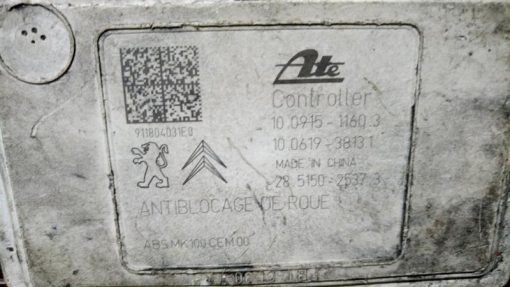 Ate
Controller
10.0915-1160.3
911804D31E0
10.0619-3813.1
MADE IN CHINA
28.5150-2537.3
ANTIBLOCAGE DE ROUE
ABS MK100 CEM 00